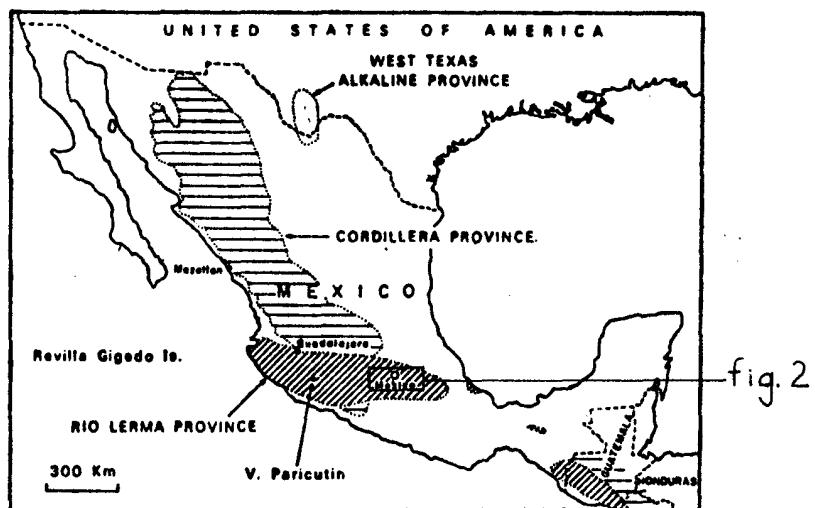 UNITED STATES OF AMERICA
WEST TEXAS
ALKALINE PROVINCE
CORDILLERA PROVINCE.
Mazatlan
MEXICO
Guadalajara
Revilla Gigedo Is.
Mexico
fig. 2
RIO LERMA PROVINCE
GUATEMALA
V. Paricutin
300 Km
HONDURAS